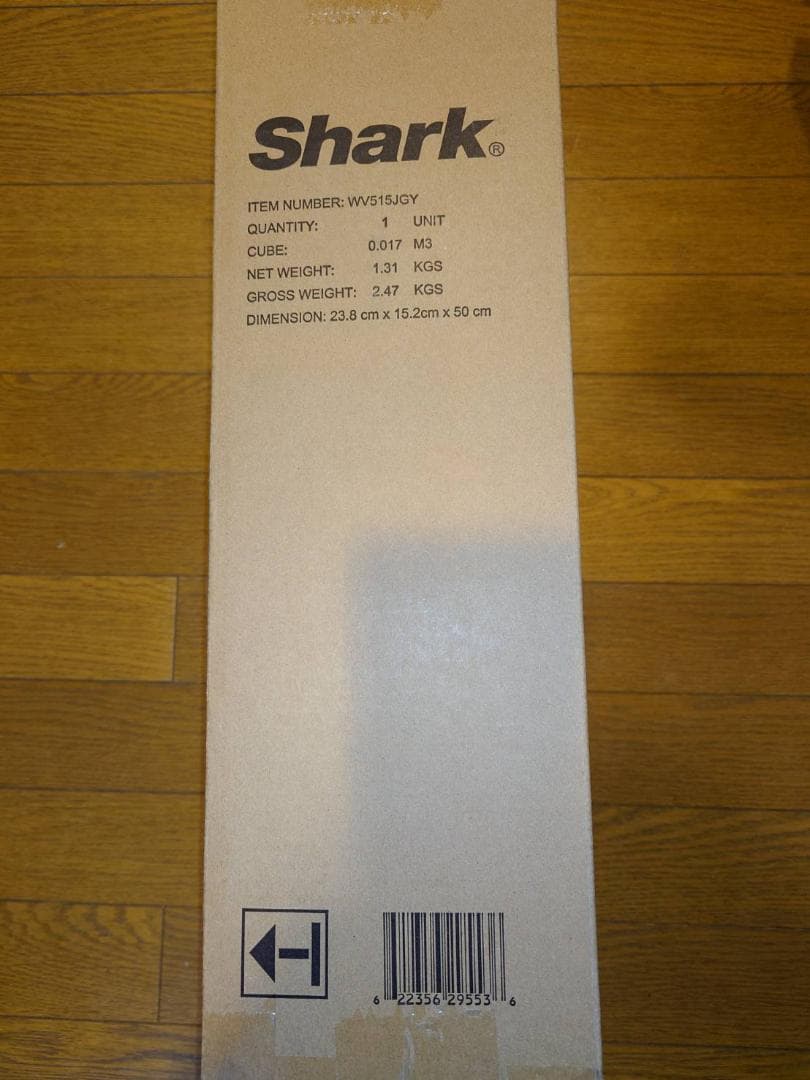 Shark®
ITEM NUMBER: WV515JGY
QUANTITY: 1 UNIT
CUBE: 0.017 M3
NET WEIGHT: 1.31 KGS
GROSS WEIGHT: 2.47 KGS
DIMENSION: 23.8 cm x 15.2cm x 50 cm
6 22356 29553 6